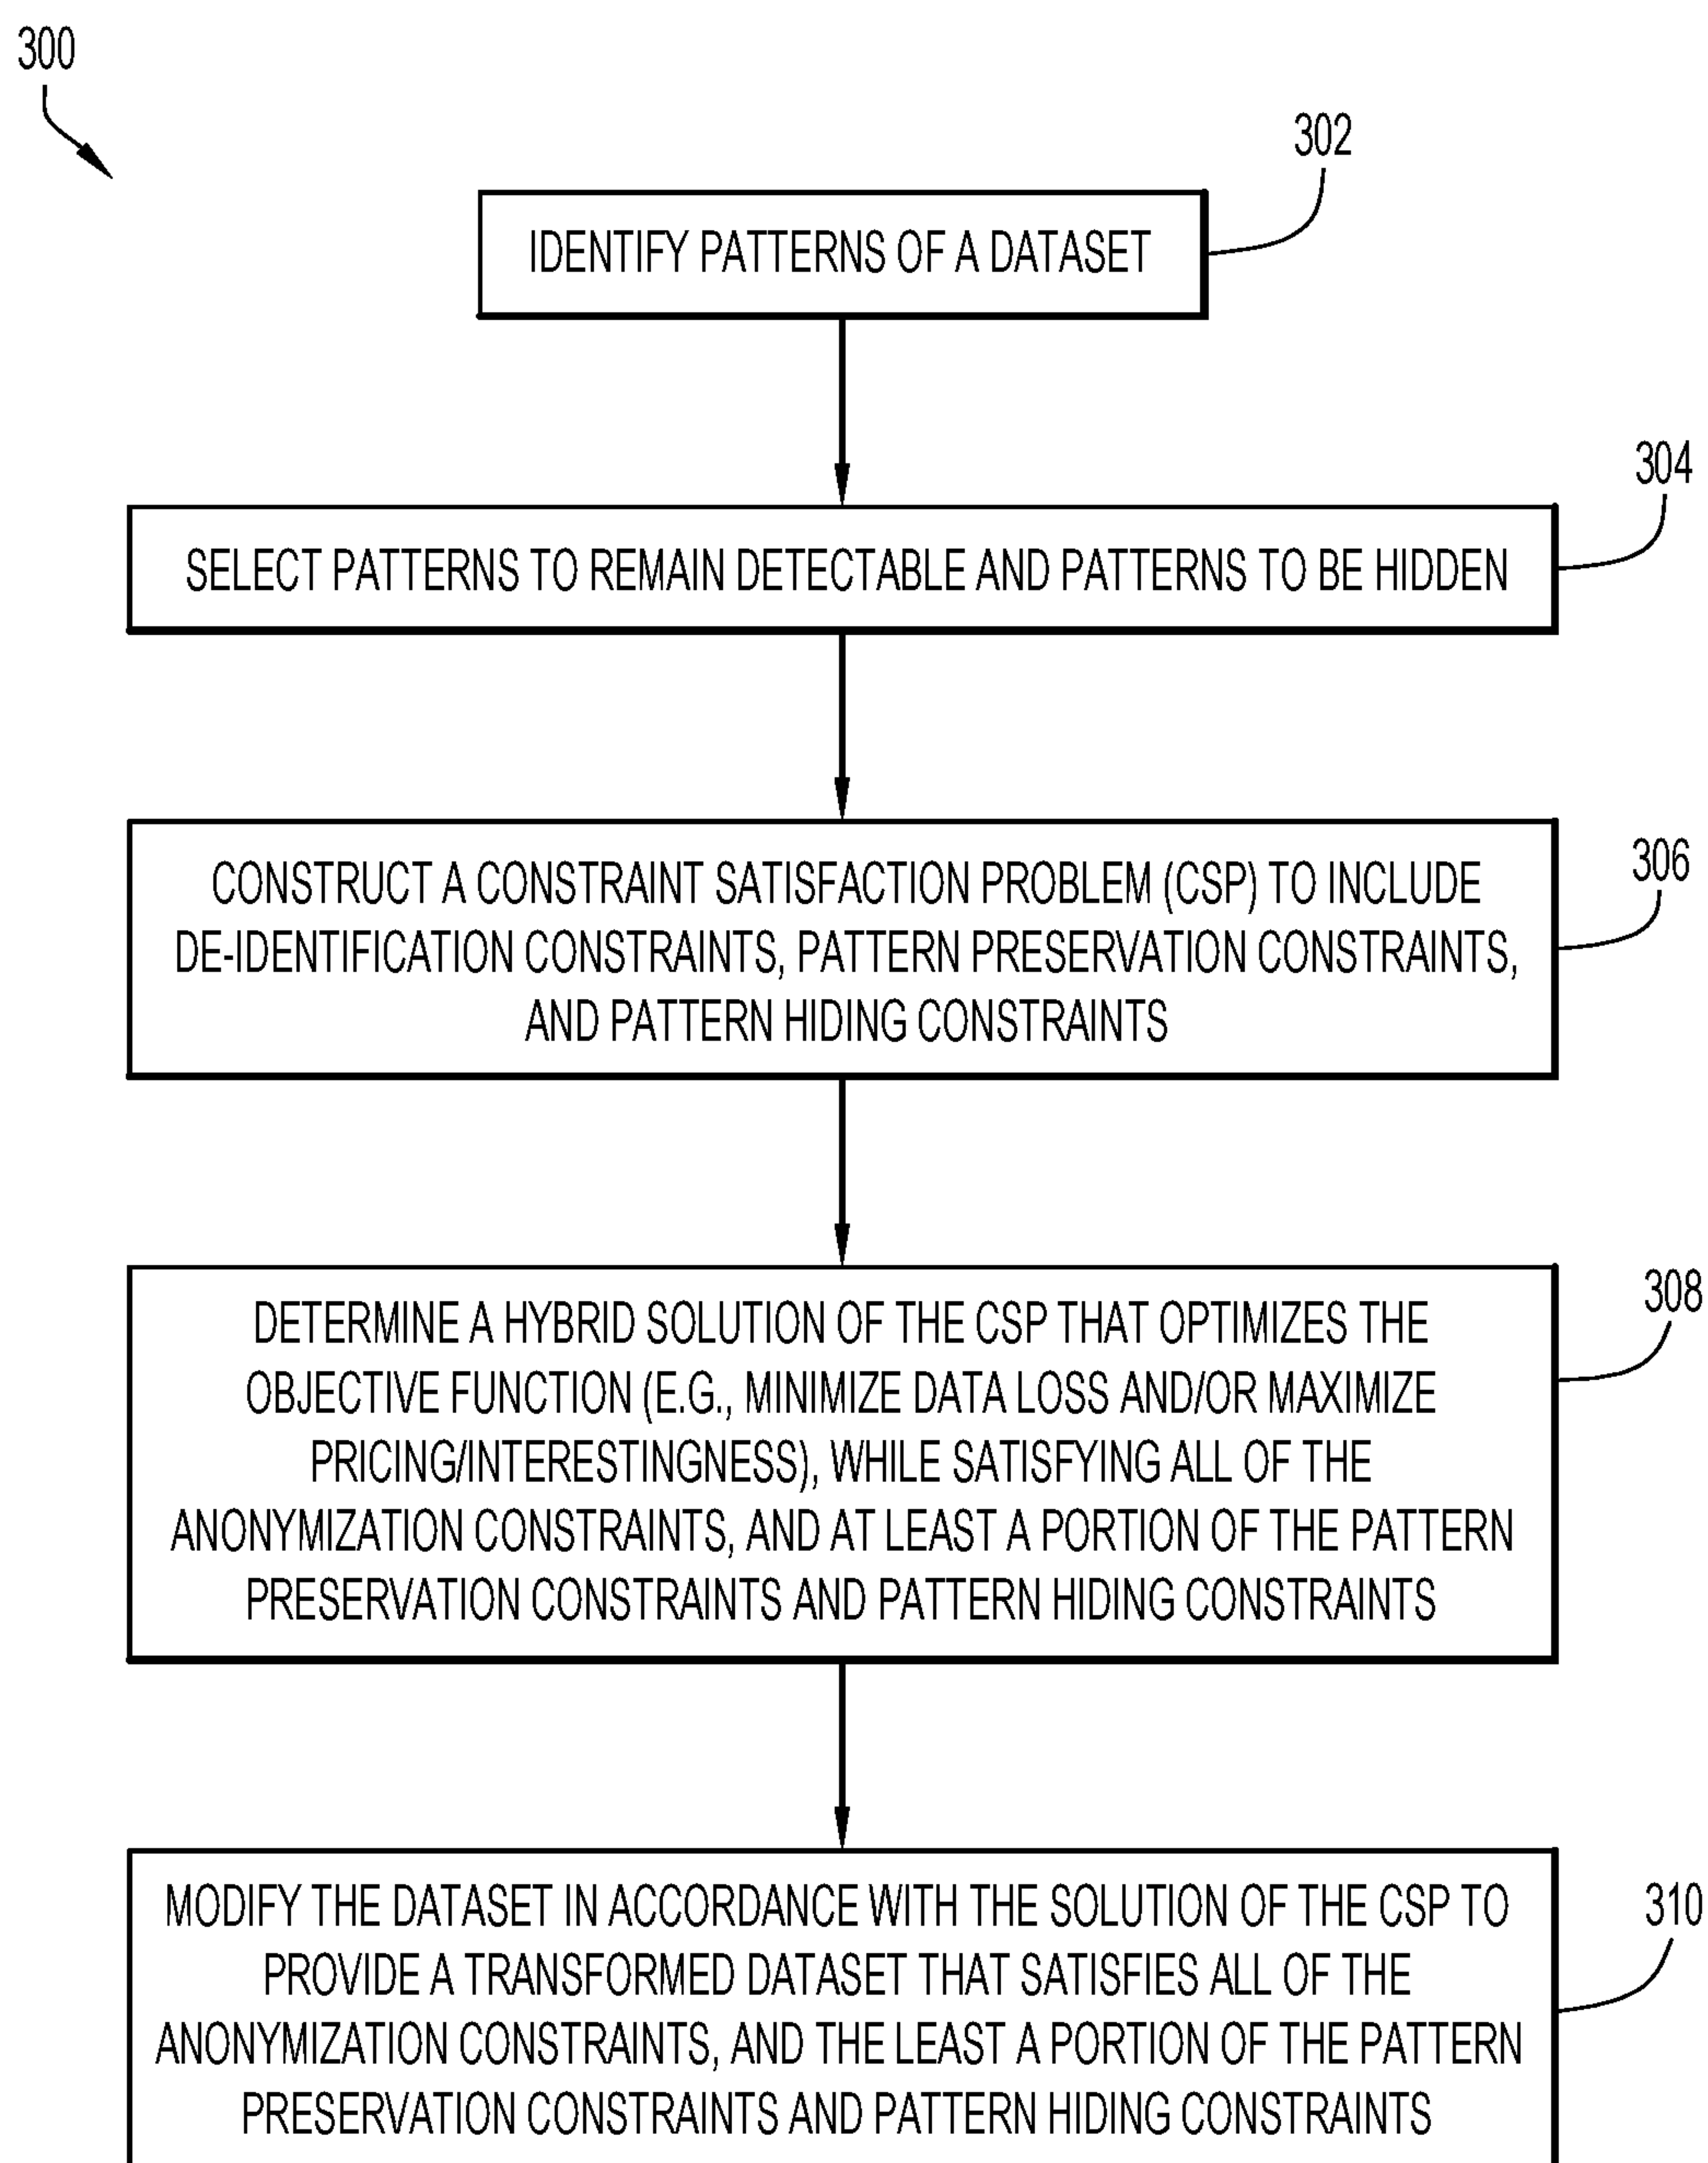 300
302
IDENTIFY PATTERNS OF A DATASET
304
SELECT PATTERNS TO REMAIN DETECTABLE AND PATTERNS TO BE HIDDEN
306
CONSTRUCT A CONSTRAINT SATISFACTION PROBLEM (CSP) TO INCLUDE
DE-IDENTIFICATION CONSTRAINTS, PATTERN PRESERVATION CONSTRAINTS,
AND PATTERN HIDING CONSTRAINTS
308
DETERMINE A HYBRID SOLUTION OF THE CSP THAT OPTIMIZES THE
OBJECTIVE FUNCTION (E.G., MINIMIZE DATA LOSS AND/OR MAXIMIZE
PRICING/INTERESTINGNESS), WHILE SATISFYING ALL OF THE
ANONYMIZATION CONSTRAINTS, AND AT LEAST A PORTION OF THE PATTERN
PRESERVATION CONSTRAINTS AND PATTERN HIDING CONSTRAINTS
310
MODIFY THE DATASET IN ACCORDANCE WITH THE SOLUTION OF THE CSP TO
PROVIDE A TRANSFORMED DATASET THAT SATISFIES ALL OF THE
ANONYMIZATION CONSTRAINTS, AND THE LEAST A PORTION OF THE PATTERN
PRESERVATION CONSTRAINTS AND PATTERN HIDING CONSTRAINTS